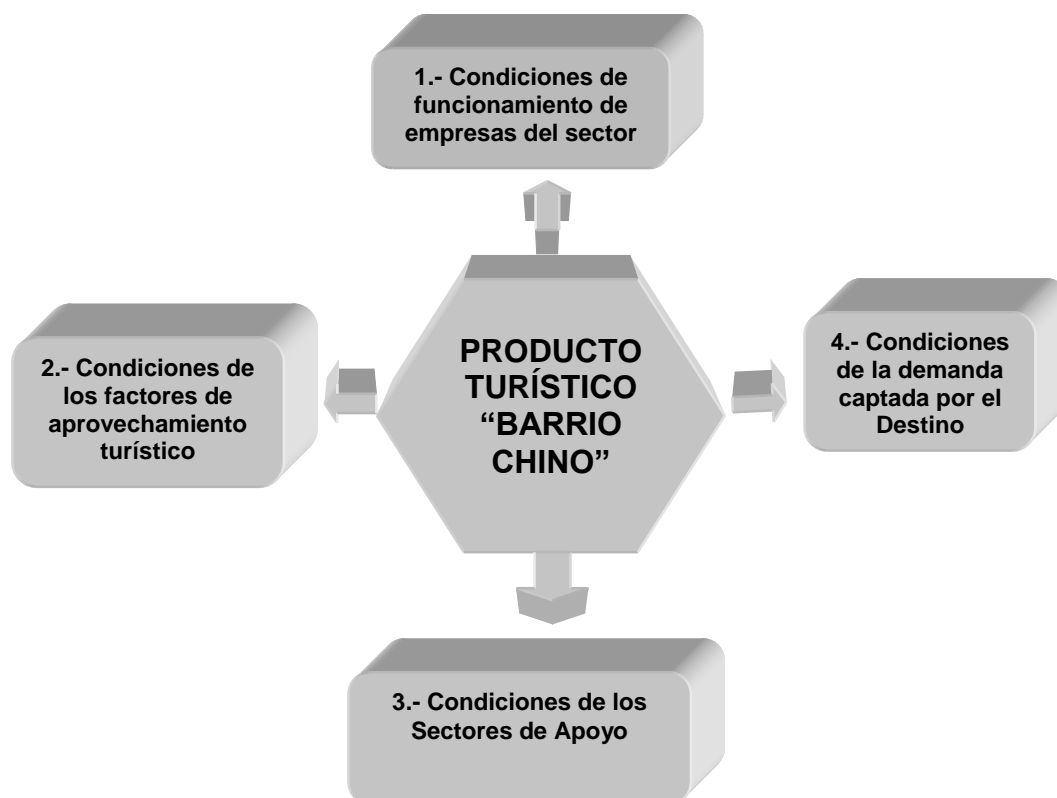 1.- Condiciones de
funcionamiento de
empresas del sector
2.- Condiciones de
los factores de
aprovechamiento
turístico
PRODUCTO
TURÍSTICO
“BARRIO
CHINO”
4.- Condiciones
de la demanda
captada por el
Destino
3.- Condiciones de los
Sectores de Apoyo